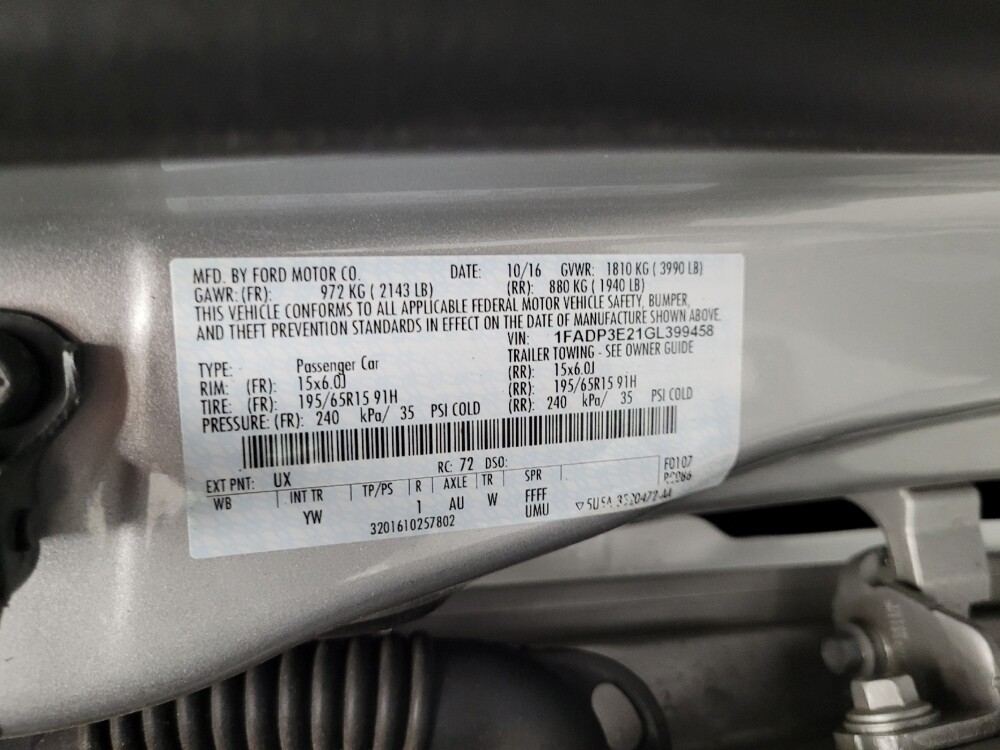 MFD. BY FORD MOTOR CO. DATE: 10/16 GVWR: 1810 KG ( 3990 LB)
GAWR: (FR): 972 KG ( 2143 LB) (RR): 880 KG ( 1940 LB)
THIS VEHICLE CONFORMS TO ALL APPLICABLE FEDERAL MOTOR VEHICLE SAFETY, BUMPER,
AND THEFT PREVENTION STANDARDS IN EFFECT ON THE DATE OF MANUFACTURE SHOWN ABOVE.
VIN: 1FADP3E21GL399458
TYPE: Passenger Car TRAILER TOWING - SEE OWNER GUIDE
RIM: (FR): 15x6.0J (RR): 15x6.0J
TIRE: (FR): 195/65R15 91H (RR): 195/65R15 91H
PRESSURE: (FR): 240 kPa/ 35 PSI COLD (RR): 240 kPa/ 35 PSI COLD
EXT PNT: UX RC: 72 DSO: F0107
WB INT TR TP/PS R AXLE TR SPR
YW 1 AU W FFFF
UMU
3201610257802